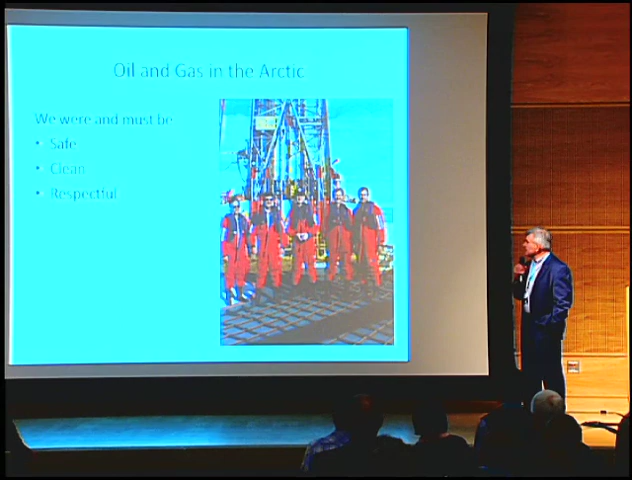 Oil and Gas in the Arctic
We were and must be
• Safe
• Clean
• Respectful